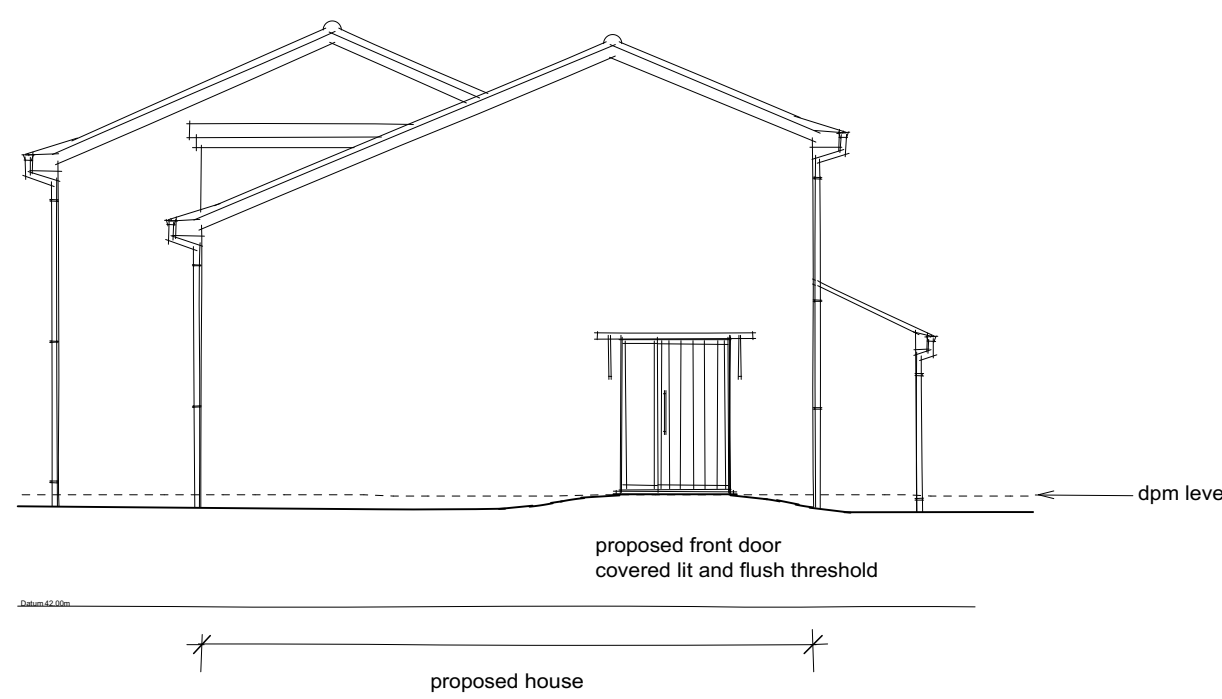 dpm leve
proposed front door
covered lit and flush threshold
Datum 42.00m
proposed house